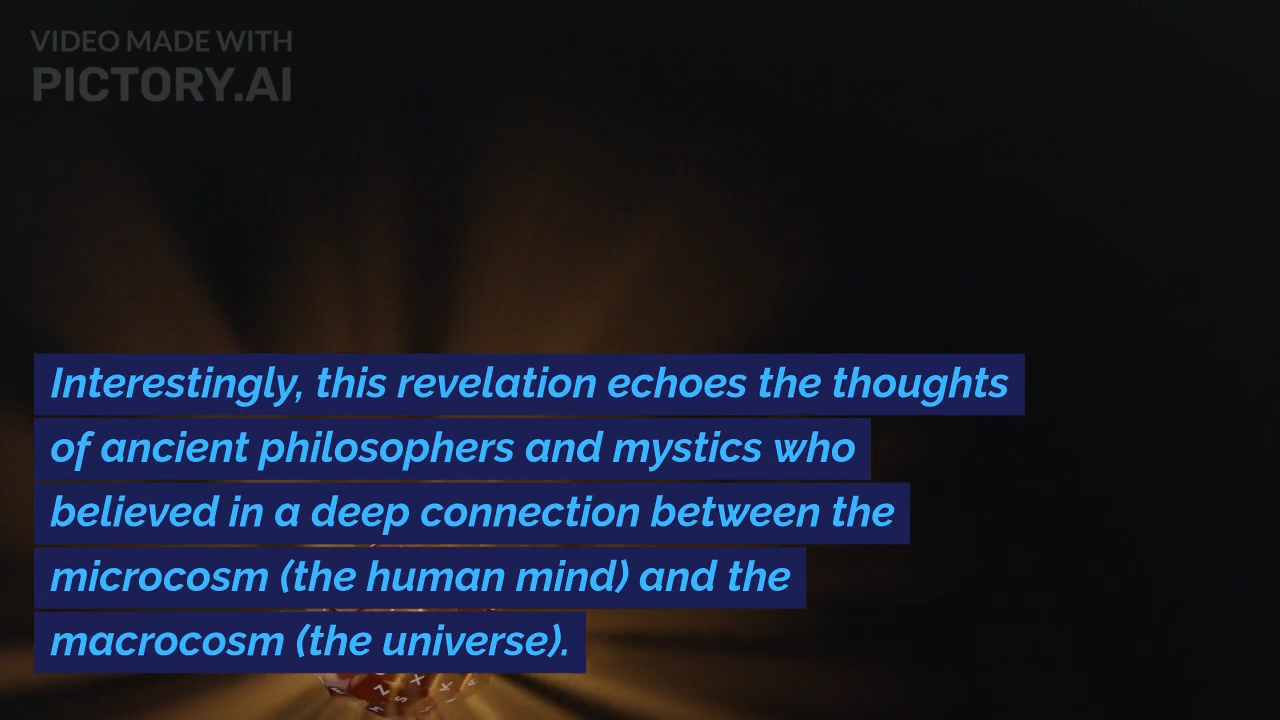 VIDEO MADE WITH
PICTORY.AI
Interestingly, this revelation echoes the thoughts
of ancient philosophers and mystics who
believed in a deep connection between the
microcosm (the human mind) and the
macrocosm (the universe).